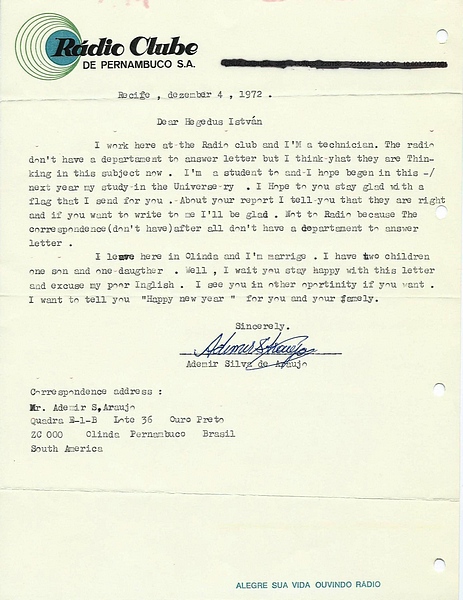 Rádio Clube
DE PERNAMBUCO S.A.
Recife , dezember 4 , 1972 .
Dear Hegedus István
I work here at the Radio club and I'M a technician. The radio
don't have a departament to answer letter but I think yhat they are Thin-
king in this subject now . I'm a student to and I hope begen in this -/
next year my study in the Universe-ry . I Hope to you stay glad with a
flag that I send for you . About your report I tell you that they are right
and if you want to write to me I'll be glad . Not to Radio because The
correspondence(don't have)after all don't have a departament to answer
letter .
I leave here in Olinda and I'm marrige . I have two children
one son and one daugther . Well , I wait you stay happy with this letter
and excuse my poor Inglish . I see you in other oportinity if you want .
I want to tell you "Happy new year " for you and your famely.
Sincerely.
Ademir S Araujo
Ademir Silva de Araujo
Correspondence address :
Mr. Ademir S,Araujo
Quadra E-1-B Lote 36 Ouro Preto
ZC 000 Olinda Pernambuco Brasil
South America
ALEGRE SUA VIDA OUVINDO RÁDIO